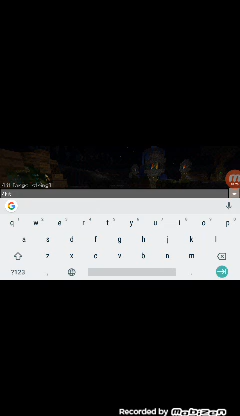 q w e r t y u i o p
a s d f g h j k l
z x c v b n m
?123 , .
Recorded by Mobizen